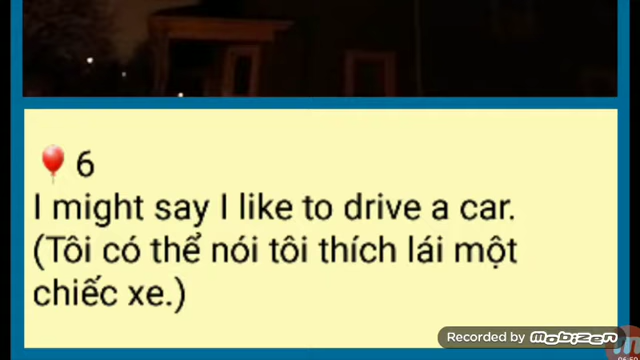 6
I might say I like to drive a car.
(Tôi có thể nói tôi thích lái một
chiếc xe.)
Recorded by
mobizen